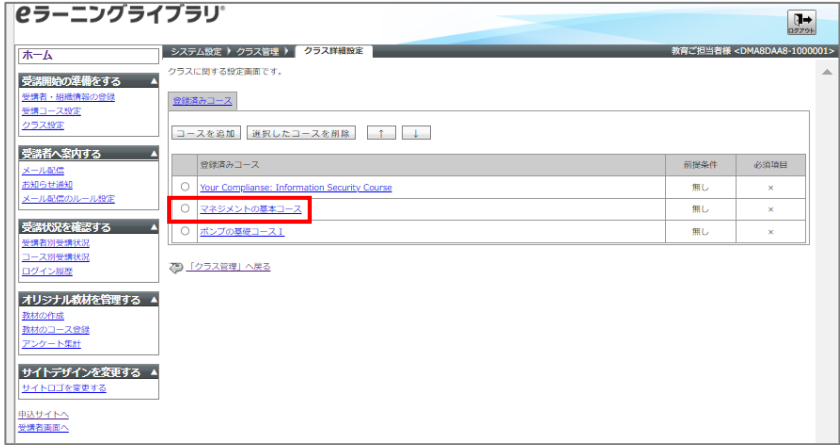 eラーニングライブラリ®
ログアウト
ホーム
システム設定 クラス管理 クラス詳細設定
教育ご担当者様 <DMA8DAA8-1000001>
クラスに関する設定画面です。
受講開始の準備をする
受講者・組織情報の登録
受講コース設定
クラス設定
受講者へ案内する
メール配信
お知らせ通知
メール配信のルール設定
受講状況を確認する
受講者別受講状況
コース別受講状況
ログイン履歴
オリジナル教材を管理する
教材の作成
教材のコース登録
アンケート集計
サイトデザインを変更する
サイトロゴを変更する
申込サイトへ
受講者画面へ
登録済みコース
コースを追加 選択したコースを削除 ↑ ↓
登録済みコース 前提条件 必須項目
Your Complianse: Information Security Course 無し ×
マネジメントの基本コース 無し ×
ポンプの基礎コースⅠ 無し ×
「クラス管理」へ戻る